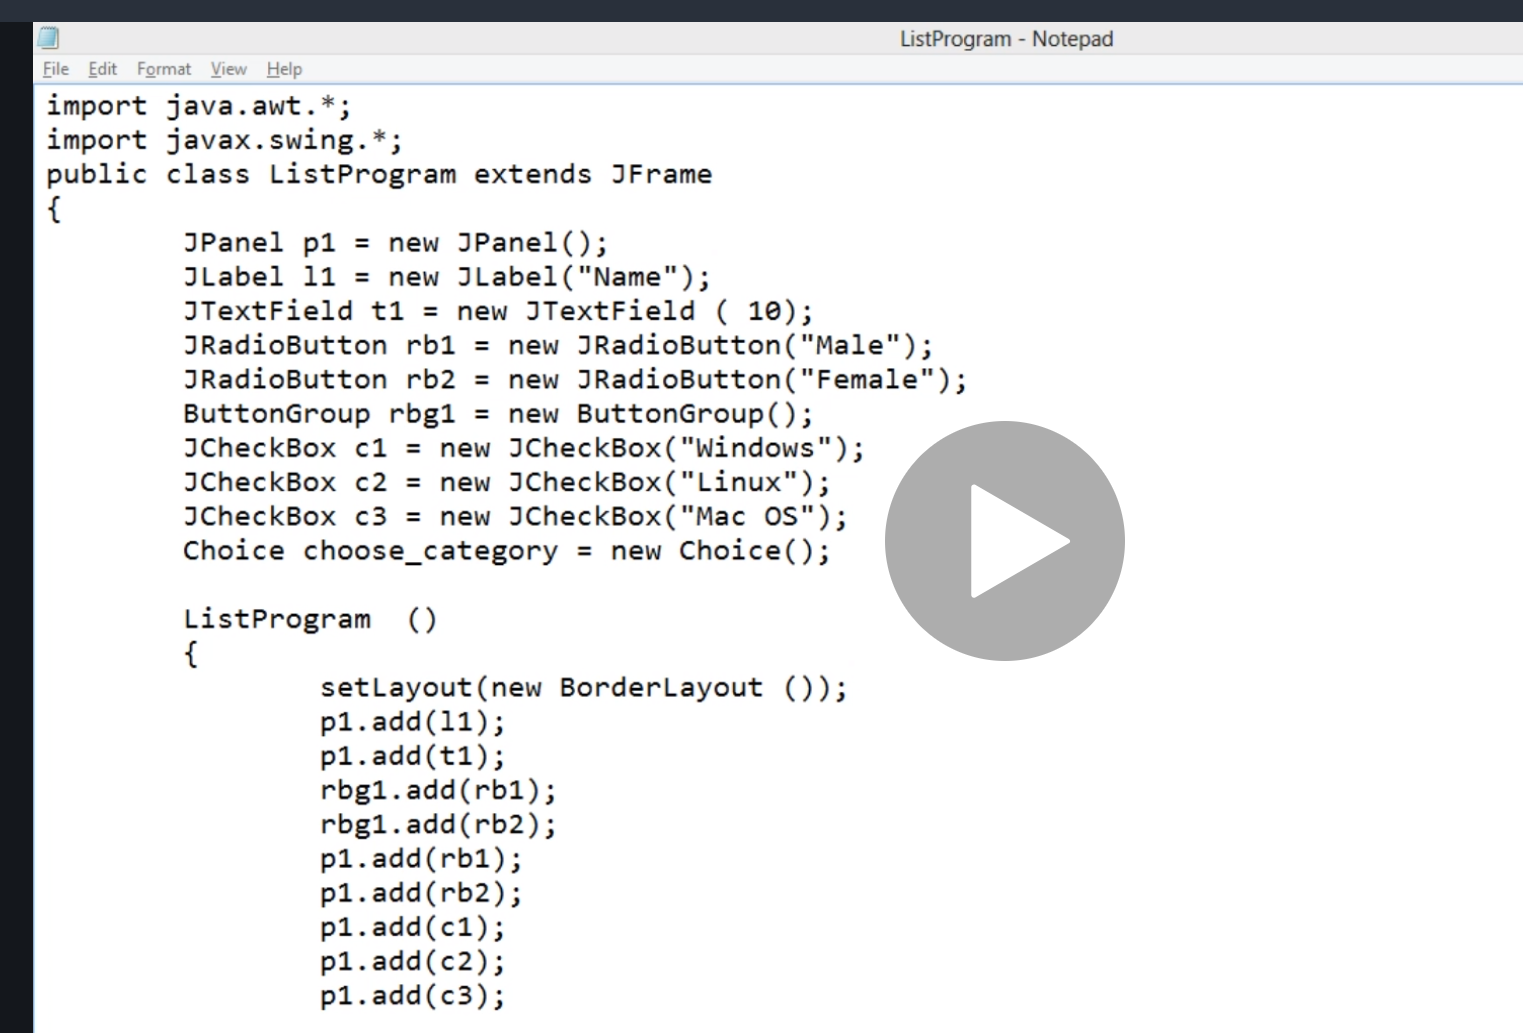 ListProgram - Notepad
File Edit Format View Help
import java.awt.*;
import javax.swing.*;
public class ListProgram extends JFrame
{
JPanel p1 = new JPanel();
JLabel l1 = new JLabel("Name");
JTextField t1 = new JTextField ( 10);
JRadioButton rb1 = new JRadioButton("Male");
JRadioButton rb2 = new JRadioButton("Female");
ButtonGroup rbg1 = new ButtonGroup();
JCheckBox c1 = new JCheckBox("Windows");
JCheckBox c2 = new JCheckBox("Linux");
JCheckBox c3 = new JCheckBox("Mac OS");
Choice choose_category = new Choice();
ListProgram  ()
{
setLayout(new BorderLayout ());
p1.add(l1);
p1.add(t1);
rbg1.add(rb1);
rbg1.add(rb2);
p1.add(rb1);
p1.add(rb2);
p1.add(c1);
p1.add(c2);
p1.add(c3);